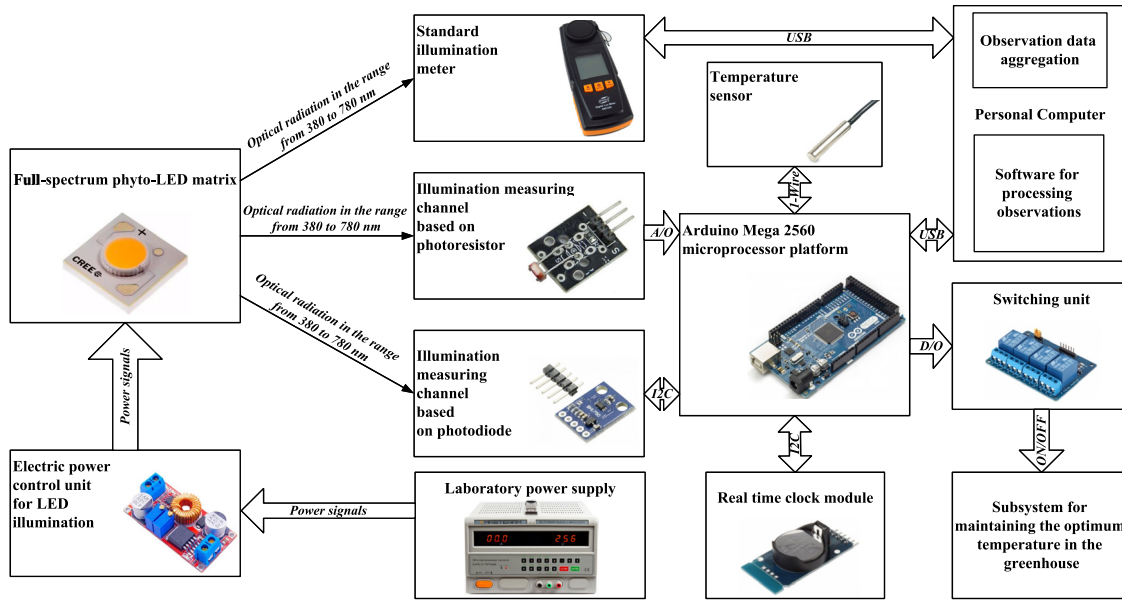 Standard
illumination
meter
USB
Observation data
aggregation
Personal Computer
Software for
processing
observations
Temperature
sensor
1-Wire
Optical radiation in the range
from 380 to 780 nm
Full-spectrum phyto-LED matrix
CREE
Optical radiation in the range
from 380 to 780 nm
Illumination measuring
channel
based on
photoresistor
S
A/O
Arduino Mega 2560
microprocessor platform
USB
Optical radiation in the range
from 380 to 780 nm
Illumination
measuring
channel
based
on photodiode
I2C
D/O
Switching unit
ON/OFF
Power signals
Electric power
control unit
for LED
illumination
Power signals
Laboratory power supply
00.0 256
I2C
Real time clock module
Subsystem for
maintaining the optimum
temperature in the
greenhouse